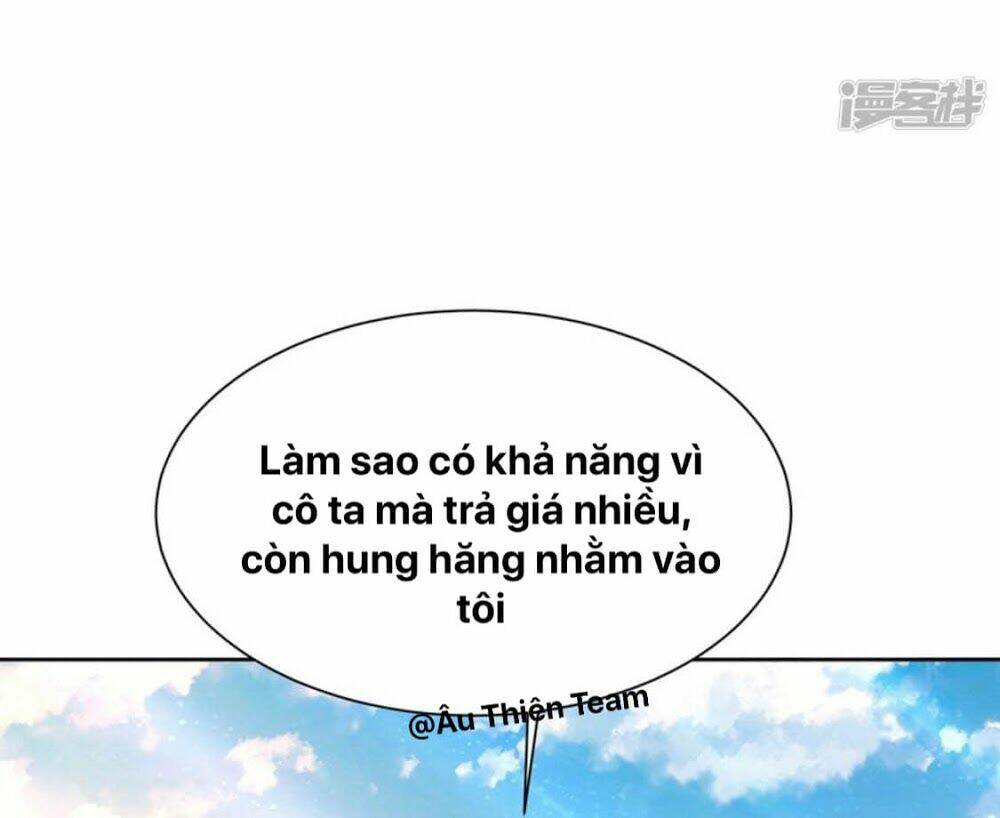 漫客栈
Làm sao có khả năng vì
cô ta mà trả giá nhiều,
còn hung hăng nhằm vào
tôi
@Âu Thiên Team